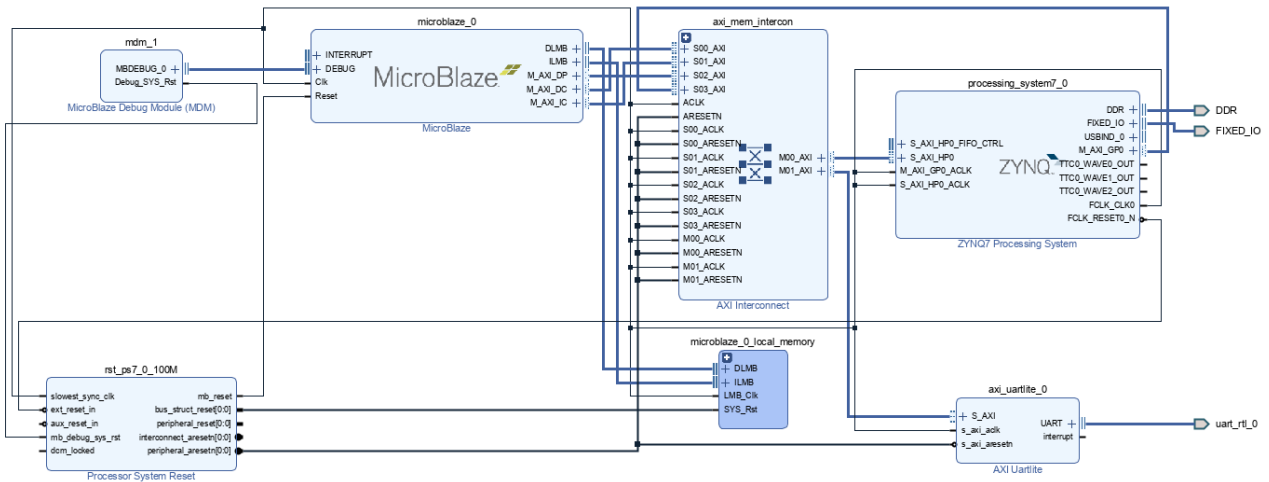 mdm_1
MBDEBUG_0
Debug_SYS_Rst
MicroBlaze Debug Module (MDM)
microblaze_0
INTERRUPT
DEBUG
Clk
Reset
MicroBlaze
DLMB
ILMB
M_AXI_DP
M_AXI_DC
M_AXI_IC
MicroBlaze
axi_mem_intercon
S00_AXI
S01_AXI
S02_AXI
S03_AXI
ACLK
ARESETN
S00_ACLK
S00_ARESETN
S01_ACLK
S01_ARESETN
S02_ACLK
S02_ARESETN
S03_ACLK
S03_ARESETN
M00_ACLK
M00_ARESETN
M01_ACLK
M01_ARESETN
M00_AXI
M01_AXI
AXI Interconnect
processing_system7_0
S_AXI_HP0_FIFO_CTRL
S_AXI_HP0
M_AXI_GP0_ACLK
S_AXI_HP0_ACLK
ZYNQ
DDR
FIXED_IO
USBIND_0
M_AXI_GP0
TTC0_WAVE0_OUT
TTC0_WAVE1_OUT
TTC0_WAVE2_OUT
FCLK_CLK0
FCLK_RESET0_N
ZYNQ7 Processing System
DDR
FIXED_IO
rst_ps7_0_100M
slowest_sync_clk
ext_reset_in
aux_reset_in
mb_debug_sys_rst
dcm_locked
mb_reset
bus_struct_reset[0:0]
peripheral_reset[0:0]
interconnect_aresetn[0:0]
peripheral_aresetn[0:0]
Processor System Reset
microblaze_0_local_memory
DLMB
ILMB
LMB_Clk
SYS_Rst
axi_uartlite_0
S_AXI
s_axi_aclk
s_axi_aresetn
UART
interrupt
AXI Uartlite
uart_rtl_0